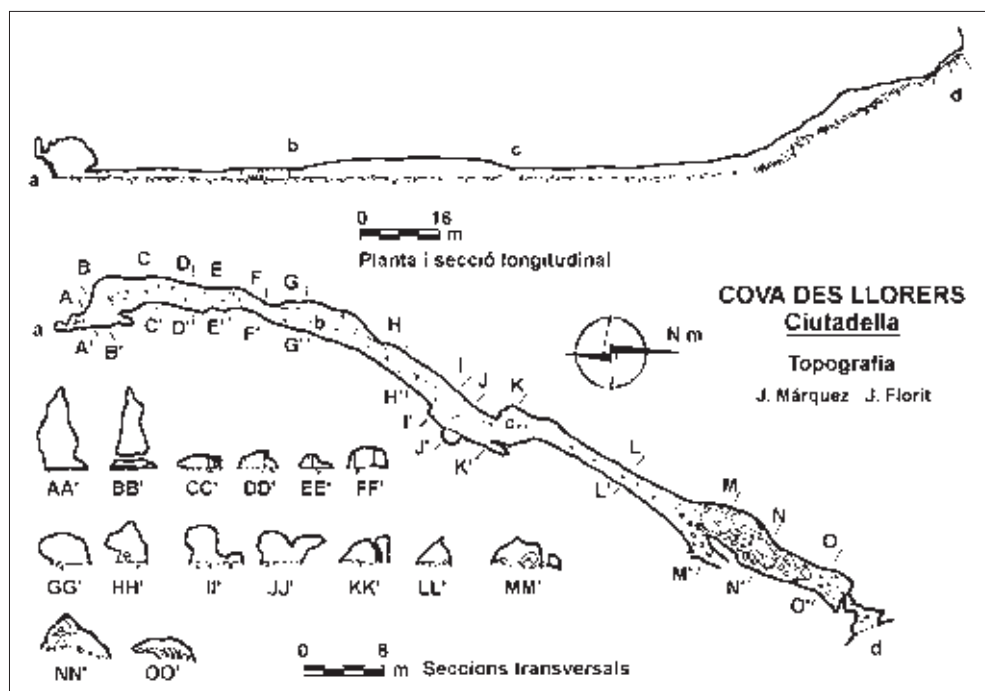 a b c d
0 16
m
Planta i secció longitudinal
COVA DES LLORERS
Ciutadella
Topografia
J. Márquez J. Florit
N m
a A B C D E F G H I J K L M N O
A' B' C' D' E' F' G' H' I' J' K' L' M' N' O'
b c d
AA' BB' CC' DD' EE' FF'
GG' HH' II' JJ' KK' LL' MM'
NN' OO'
0 8
m
Seccions transversals